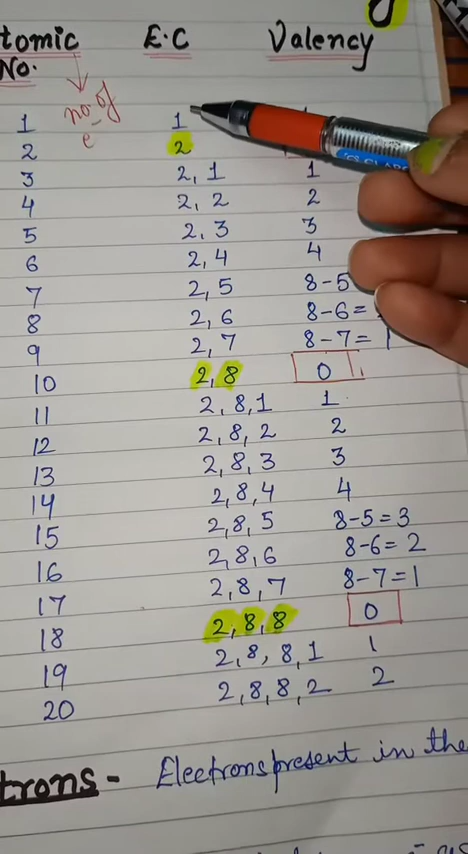 tomic E.C Valency
No.
no. of
e
1 1
2 2
3 2, 1 1
4 2, 2 2
5 2, 3 3
6 2, 4 4
7 2, 5 8-5
8 2, 6 8-6=
9 2, 7 8-7= 1
10 2, 8 0
11 2, 8, 1 1
12 2, 8, 2 2
13 2, 8, 3 3
14 2, 8, 4 4
15 2, 8, 5 8-5=3
16 2, 8, 6 8-6=2
17 2, 8, 7 8-7=1
18 2, 8, 8 0
19 2, 8, 8, 1 1
20 2, 8, 8, 2 2
trons - Electrons present in the